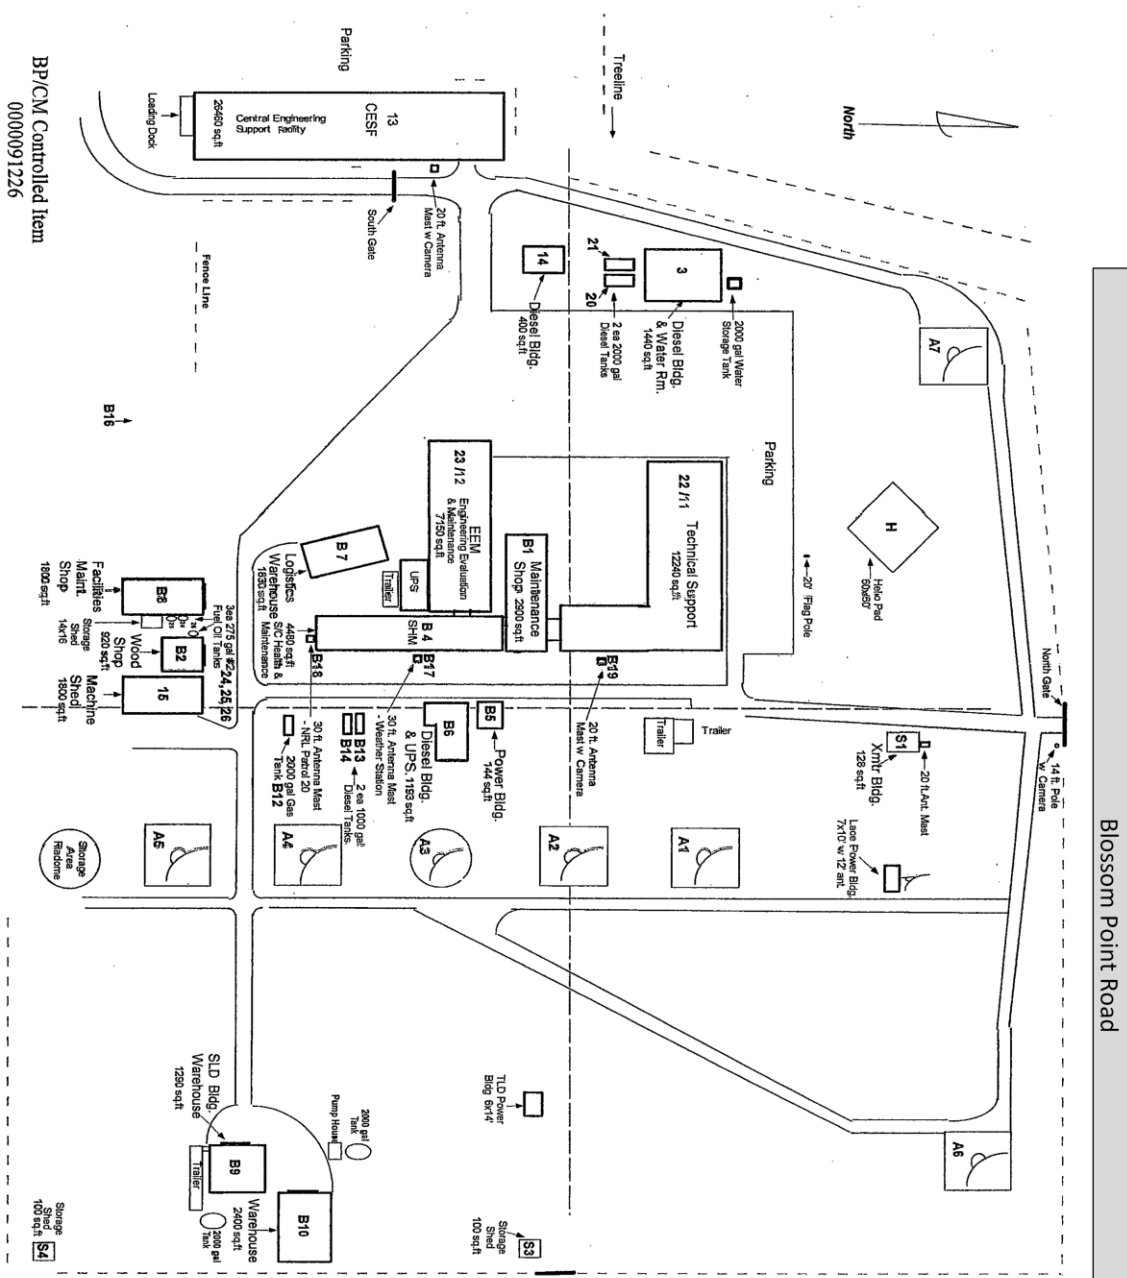 Blossom Point Road
North
Treeline
Parking
13
CESF
Central Engineering
Support Facility
26460 sq.ft
Loading Dock
BP/CM Controlled Item
0000091226
20 ft. Antenna
Mast w Camera
South Gate
Fence Line
B16
14
Diesel Bldg.
400 sq.ft
21
20
2 ea 2000 gal
Diesel Tanks
3
Diesel Bldg.
& Water Rm.
1440 sq.ft
2000 gal Water
Storage Tank
A7
Parking
H
Helio Pad
60x60'
20' Flag Pole
North Gate
14 ft. Pole
w Camera
22 /11
Technical Support
12240 sq.ft
23 /12
EEM
Engineering Evaluation
& Maintenance
7150 sq.ft
B1
Maintenance
Shop 2900 sq.ft
UPS
Trailer
B 7
Logistics
Warehouse
1830 sq.ft
B 4
SHM
S/C Health &
Maintenance
4480 sq.ft
B18
B17
B19
30 ft. Antenna Mast
- NRL Patrol 20
30 ft. Antenna Mast
- Weather Station
20 ft. Antenna
Mast w Camera
B8
Facilities
Maint.
Shop
1800 sq.ft
3ea 275 gal #2
Fuel Oil Tanks
24,25,26
Storage
Shed
14x16
B2
Wood
Shop
920 sq.ft
15
Machine
Shed
1800 sq.ft
2000 gal Gas
Tank B12
B13
B14
2 ea 1000 gal
Diesel Tanks
B6
Diesel Bldg.
& UPS. 1193 sq.ft
B5
Power Bldg.
144 sq.ft
Trailer
Trailer
S1
Xmtr Bldg.
128 sq.ft
20 ft.Ant. Mast
Lace Power Bldg.
7x10' w 12' ant.
A1
A2
A3
A4
A5
Storage
Area
Radome
A6
TLD Power
Bldg 6x14'
SLD Bldg.
Warehouse
1290 sq.ft
B9
Trailer
Pump House
2000 gal
Tank
2000 gal
Tank
B10
Warehouse
2400 sq.ft
Storage
Shed
100 sq.ft
S3
Storage
Shed
100 sq.ft
S4